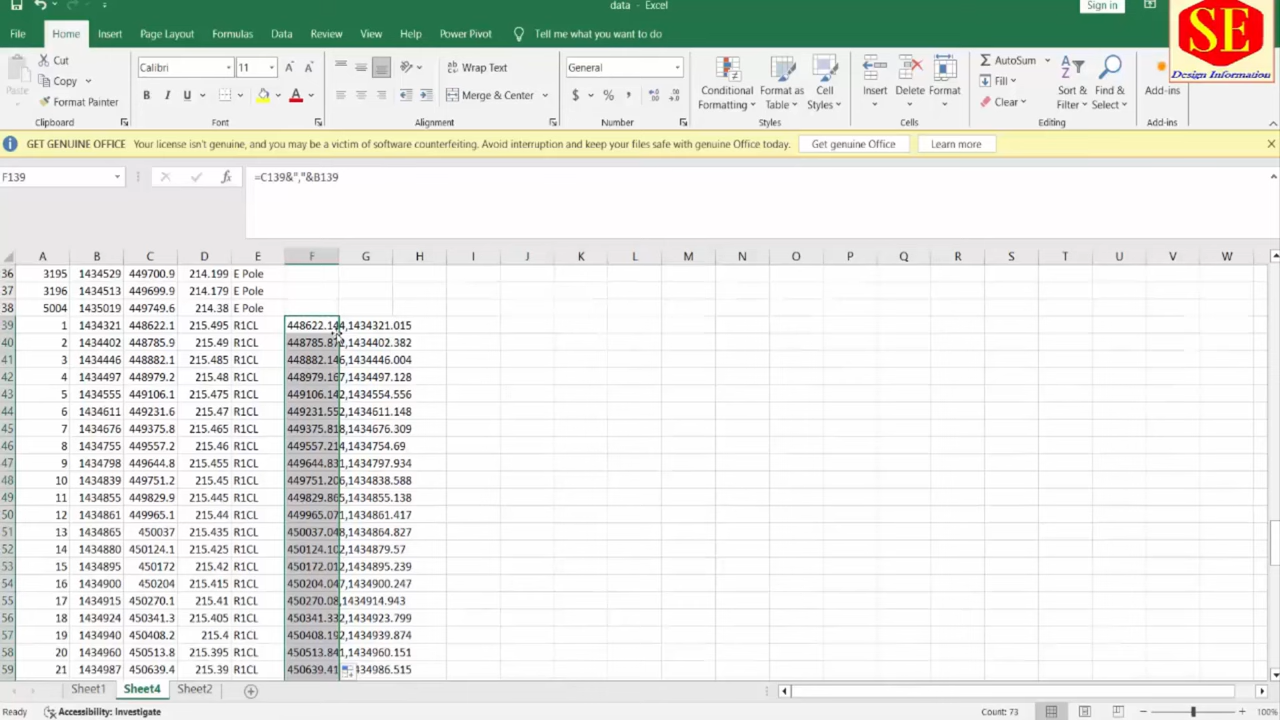 data - Excel
Sign in
SE
Design Information
File Home Insert Page Layout Formulas Data Review View Help Power Pivot Tell me what you want to do
Paste
Cut
Copy
Format Painter
Clipboard
Calibri 11
B I U
Font
Wrap Text
Merge & Center
Alignment
General
$ % ,
Number
Conditional Formatting
Format as Table
Cell Styles
Styles
Insert Delete Format
Cells
AutoSum
Fill
Clear
Sort & Filter
Find & Select
Editing
Add-ins
Add-ins
GET GENUINE OFFICE Your license isn't genuine, and you may be a victim of software counterfeiting. Avoid interruption and keep your files safe with genuine Office today. Get genuine Office Learn more
F139 fx =C139&","&B139
A B C D E F G H I J K L M N O P Q R S T U V W
36 3195 1434529 449700.9 214.199 E Pole
37 3196 1434513 449699.9 214.179 E Pole
38 5004 1435019 449749.6 214.38 E Pole
39 1 1434321 448622.1 215.495 R1CL 448622.144,1434321.015
40 2 1434402 448785.9 215.49 R1CL 448785.872,1434402.382
41 3 1434446 448882.1 215.485 R1CL 448882.146,1434446.004
42 4 1434497 448979.2 215.48 R1CL 448979.167,1434497.128
43 5 1434555 449106.1 215.475 R1CL 449106.142,1434554.556
44 6 1434611 449231.6 215.47 R1CL 449231.552,1434611.148
45 7 1434676 449375.8 215.465 R1CL 449375.818,1434676.309
46 8 1434755 449557.2 215.46 R1CL 449557.214,1434754.69
47 9 1434798 449644.8 215.455 R1CL 449644.831,1434797.934
48 10 1434839 449751.2 215.45 R1CL 449751.206,1434838.588
49 11 1434855 449829.9 215.445 R1CL 449829.865,1434855.138
50 12 1434861 449965.1 215.44 R1CL 449965.071,1434861.417
51 13 1434865 450037 215.435 R1CL 450037.048,1434864.827
52 14 1434880 450124.1 215.425 R1CL 450124.102,1434879.57
53 15 1434895 450172 215.42 R1CL 450172.012,1434895.239
54 16 1434900 450204 215.415 R1CL 450204.047,1434900.247
55 17 1434915 450270.1 215.41 R1CL 450270.08,1434914.943
56 18 1434924 450341.3 215.405 R1CL 450341.332,1434923.799
57 19 1434940 450408.2 215.4 R1CL 450408.192,1434939.874
58 20 1434960 450513.8 215.395 R1CL 450513.841,1434960.151
59 21 1434987 450639.4 215.39 R1CL 450639.41 1434986.515
Sheet1 Sheet4 Sheet2
Ready Accessibility: Investigate Count: 73 100%